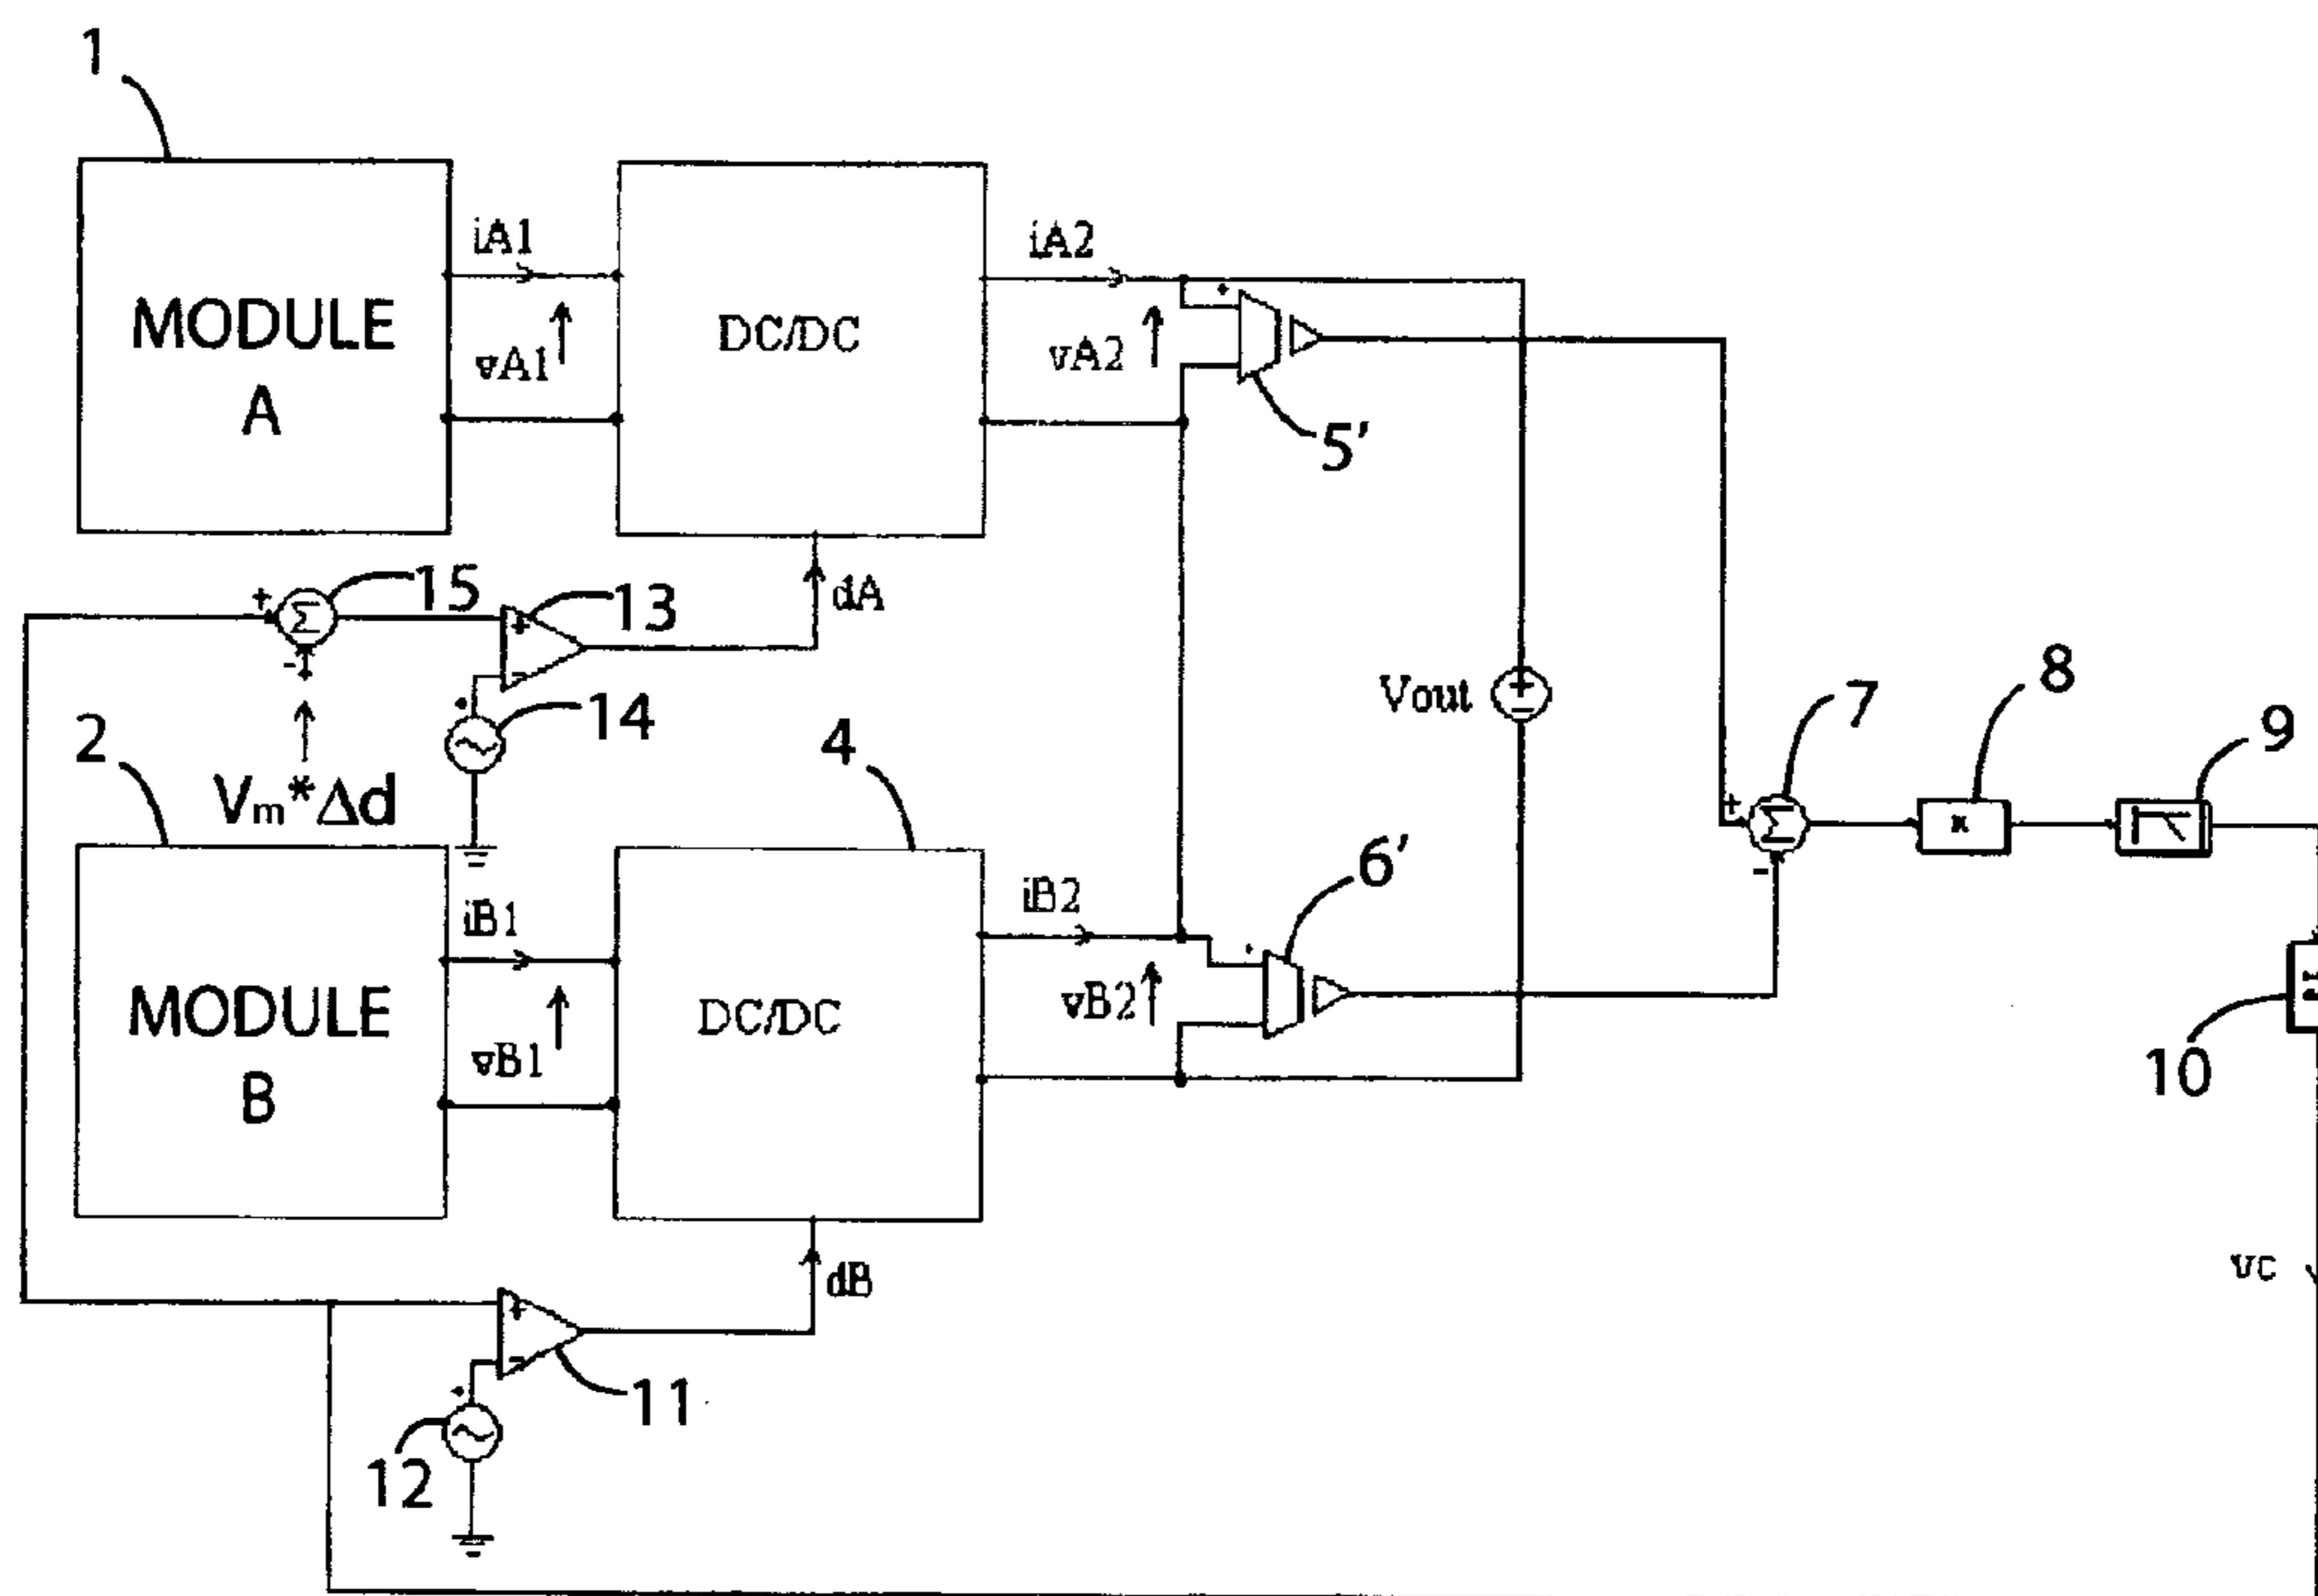 1
iA1
iA2
MODULE
A
vA1
DC/DC
vA2
5'
+
15
+
13
dA
-
-
14
Vm*Δd
Vout
+
-
2
4
7
8
9
+
Σ
x
-
Σ
6'
iB1
iB2
MODULE
B
vB1
DC/DC
vB2
10
dB
vc
+
-
11
12